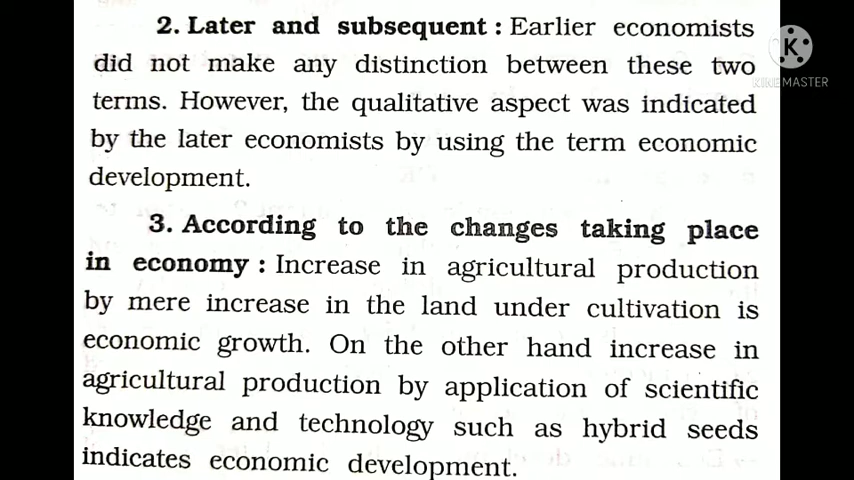 2. Later and subsequent : Earlier economists
did not make any distinction between these two
terms. However, the qualitative aspect was indicated
by the later economists by using the term economic
development.
3. According to the changes taking place
in economy : Increase in agricultural production
by mere increase in the land under cultivation is
economic growth. On the other hand increase in
agricultural production by application of scientific
knowledge and technology such as hybrid seeds
indicates economic development.
K
KINEMASTER